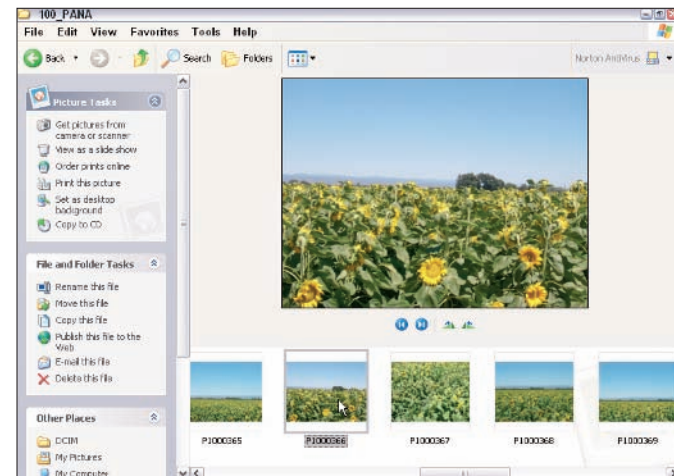 100_PANA
File Edit View Favorites Tools Help
Back Search Folders Norton AntiVirus
Picture Tasks
Get pictures from
camera or scanner
View as a slide show
Order prints online
Print this picture
Set as desktop
background
Copy to CD
File and Folder Tasks
Rename this file
Move this file
Copy this file
Publish this file to the
Web
E-mail this file
Delete this file
Other Places
DCIM
My Pictures
My Computer
P1000365 P1000366 P1000367 P1000368 P1000369